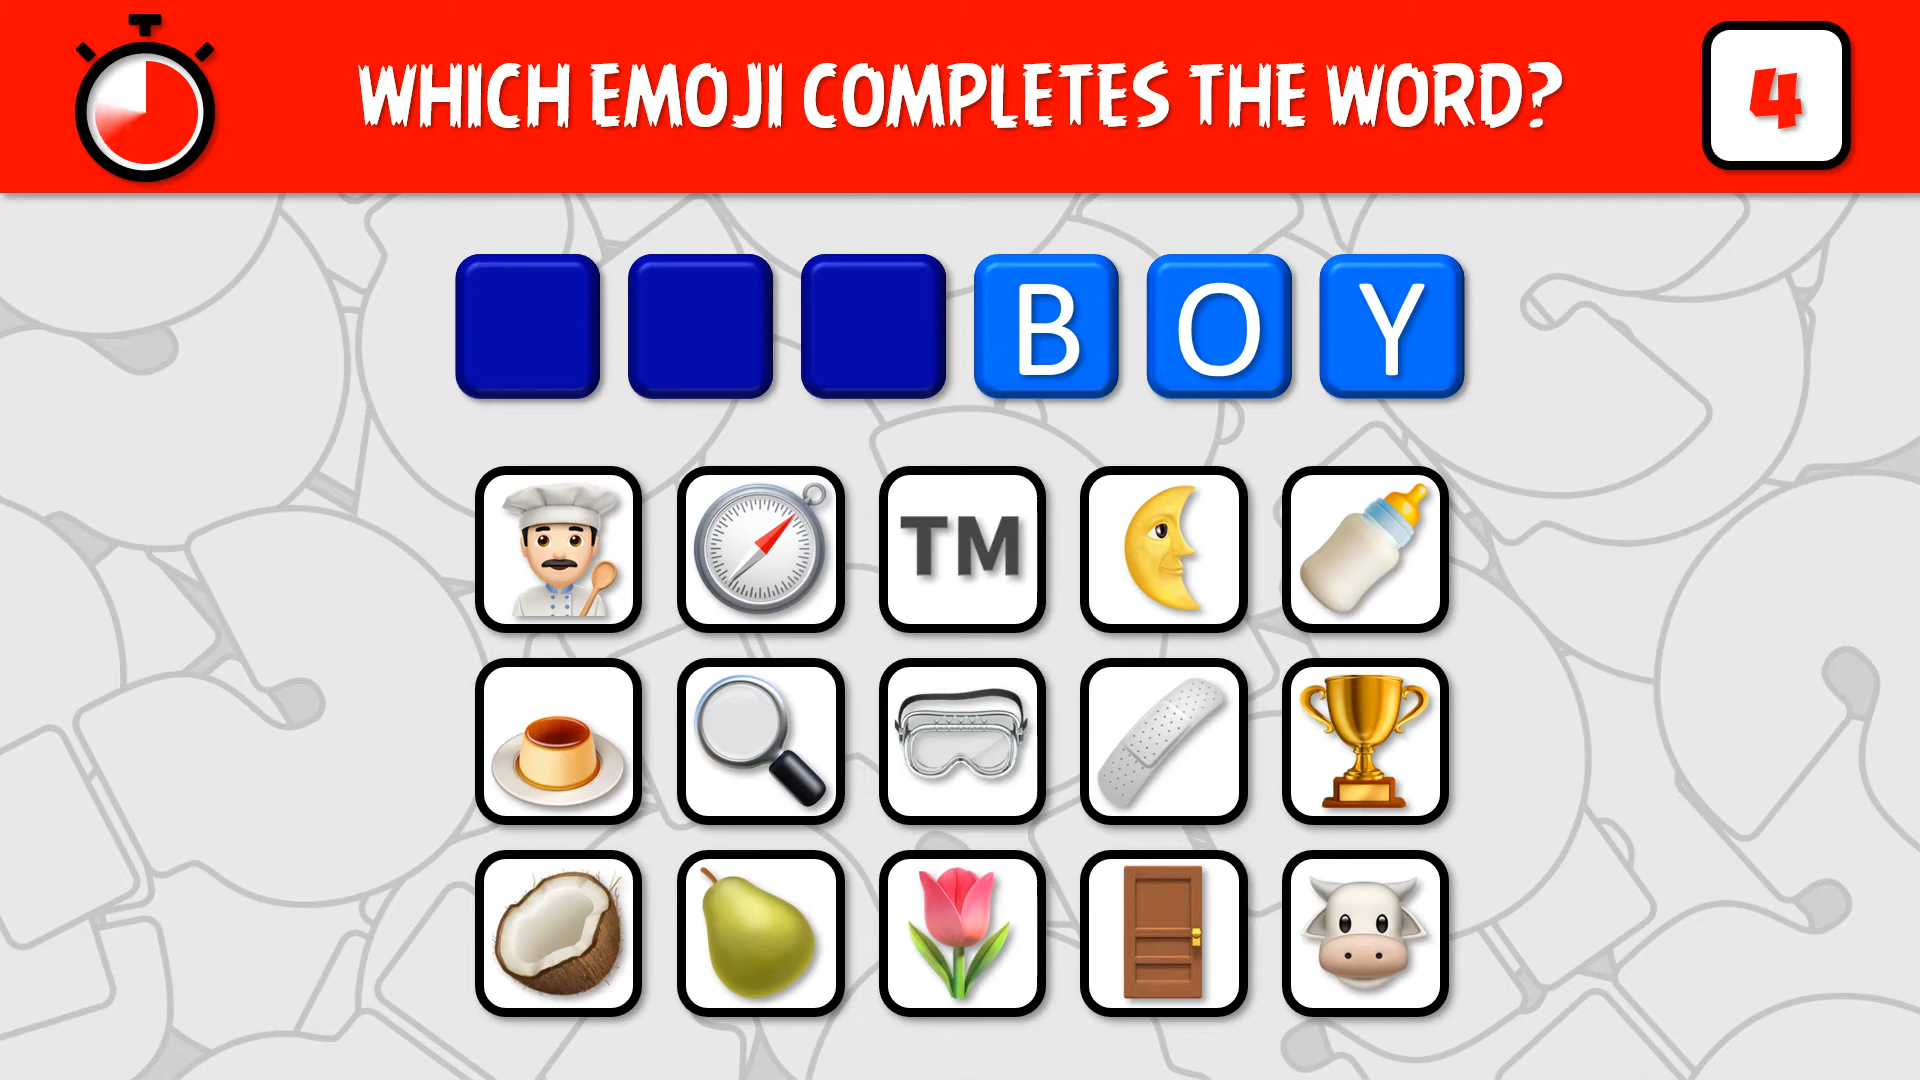 WHICH EMOJI COMPLETES THE WORD?
4
B O Y
TM